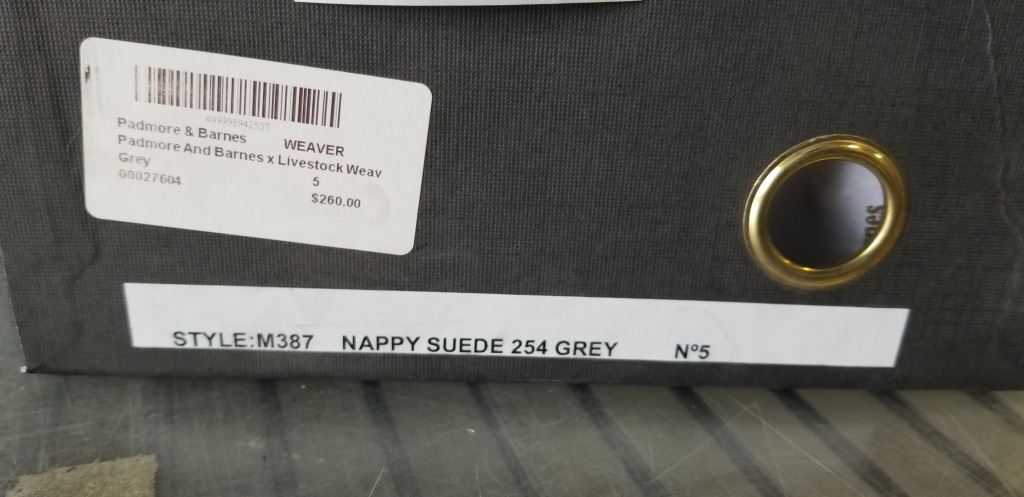 499998942537
Padmore & Barnes WEAVER
Padmore And Barnes x Livestock Weav
Grey 5
00027604
$260.00
STYLE:M387 NAPPY SUEDE 254 GREY Nº5